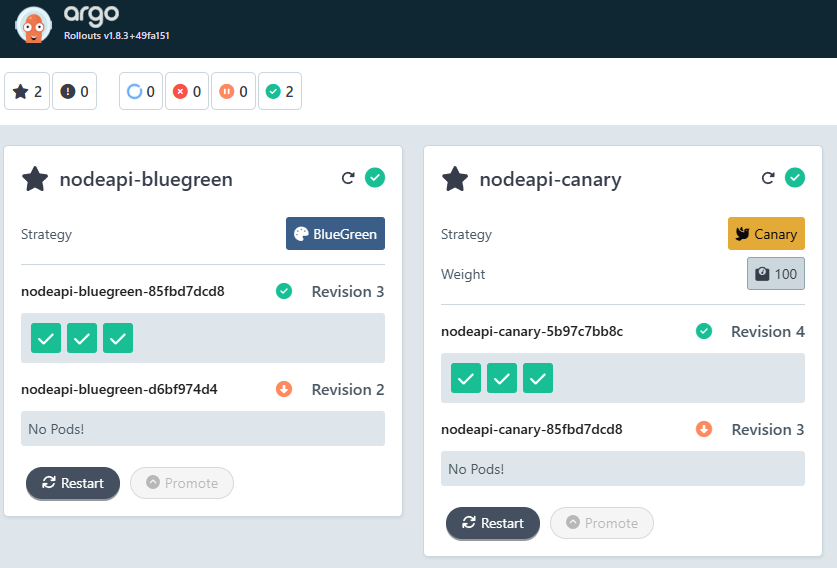 argo
Rollouts v1.8.3+49fa151
2 0 0 0 0 2
nodeapi-bluegreen
Strategy BlueGreen
nodeapi-bluegreen-85fbd7dcd8 Revision 3
nodeapi-bluegreen-d6bf974d4 Revision 2
No Pods!
Restart Promote
nodeapi-canary
Strategy Canary
Weight 100
nodeapi-canary-5b97c7bb8c Revision 4
nodeapi-canary-85fbd7dcd8 Revision 3
No Pods!
Restart Promote